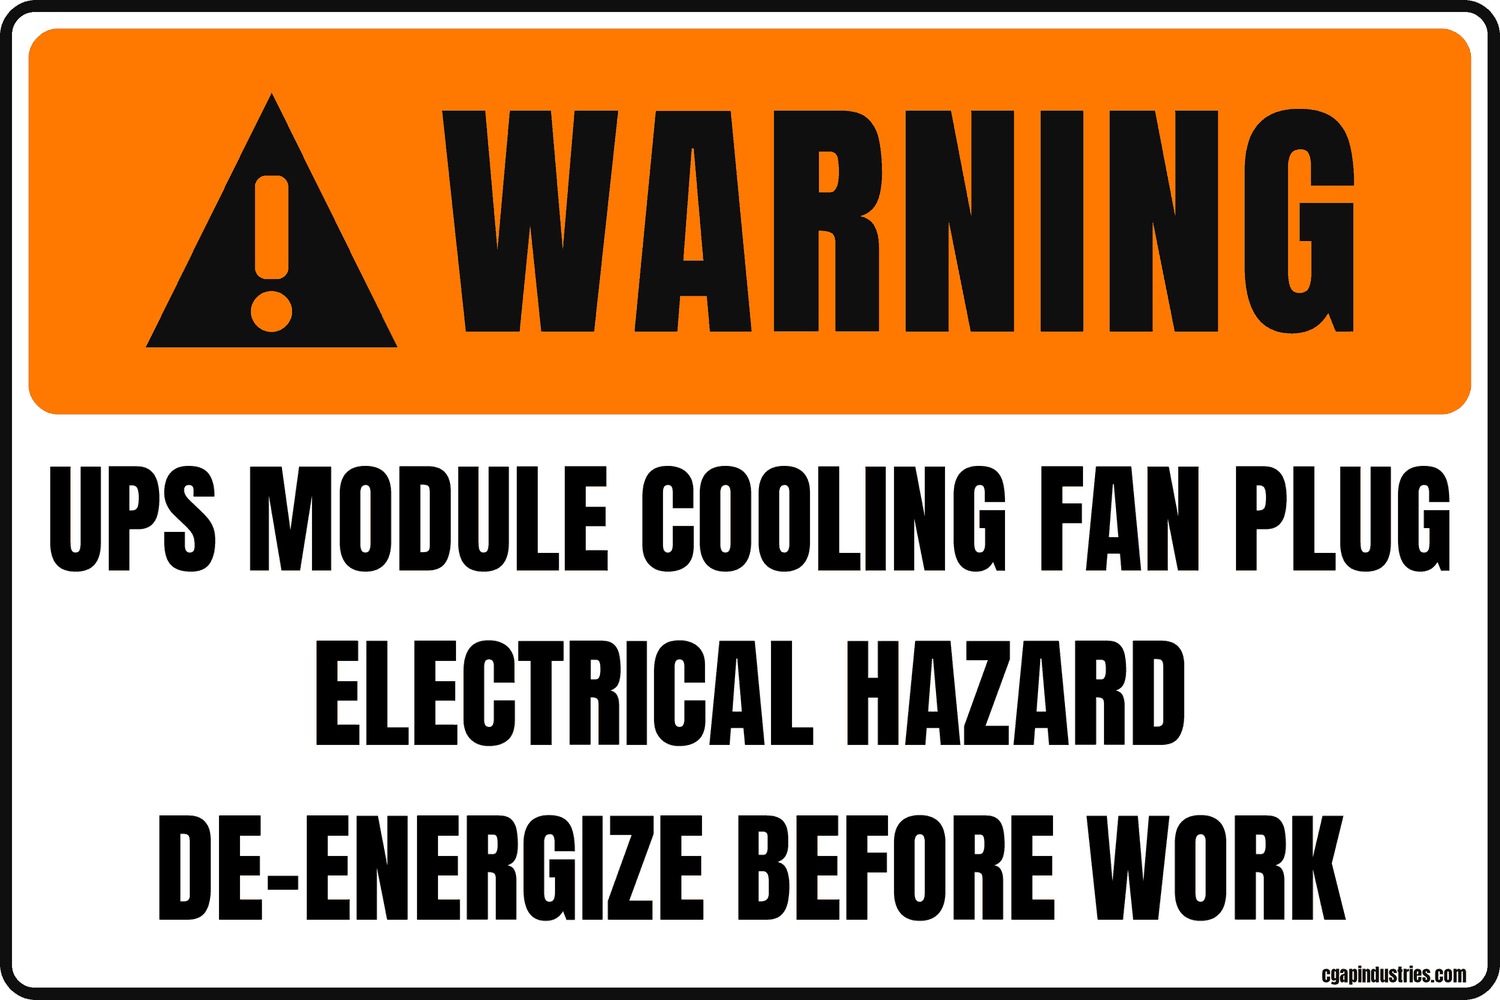 WARNING
UPS MODULE COOLING FAN PLUG
ELECTRICAL HAZARD
DE-ENERGIZE BEFORE WORK
cgapindustries.com